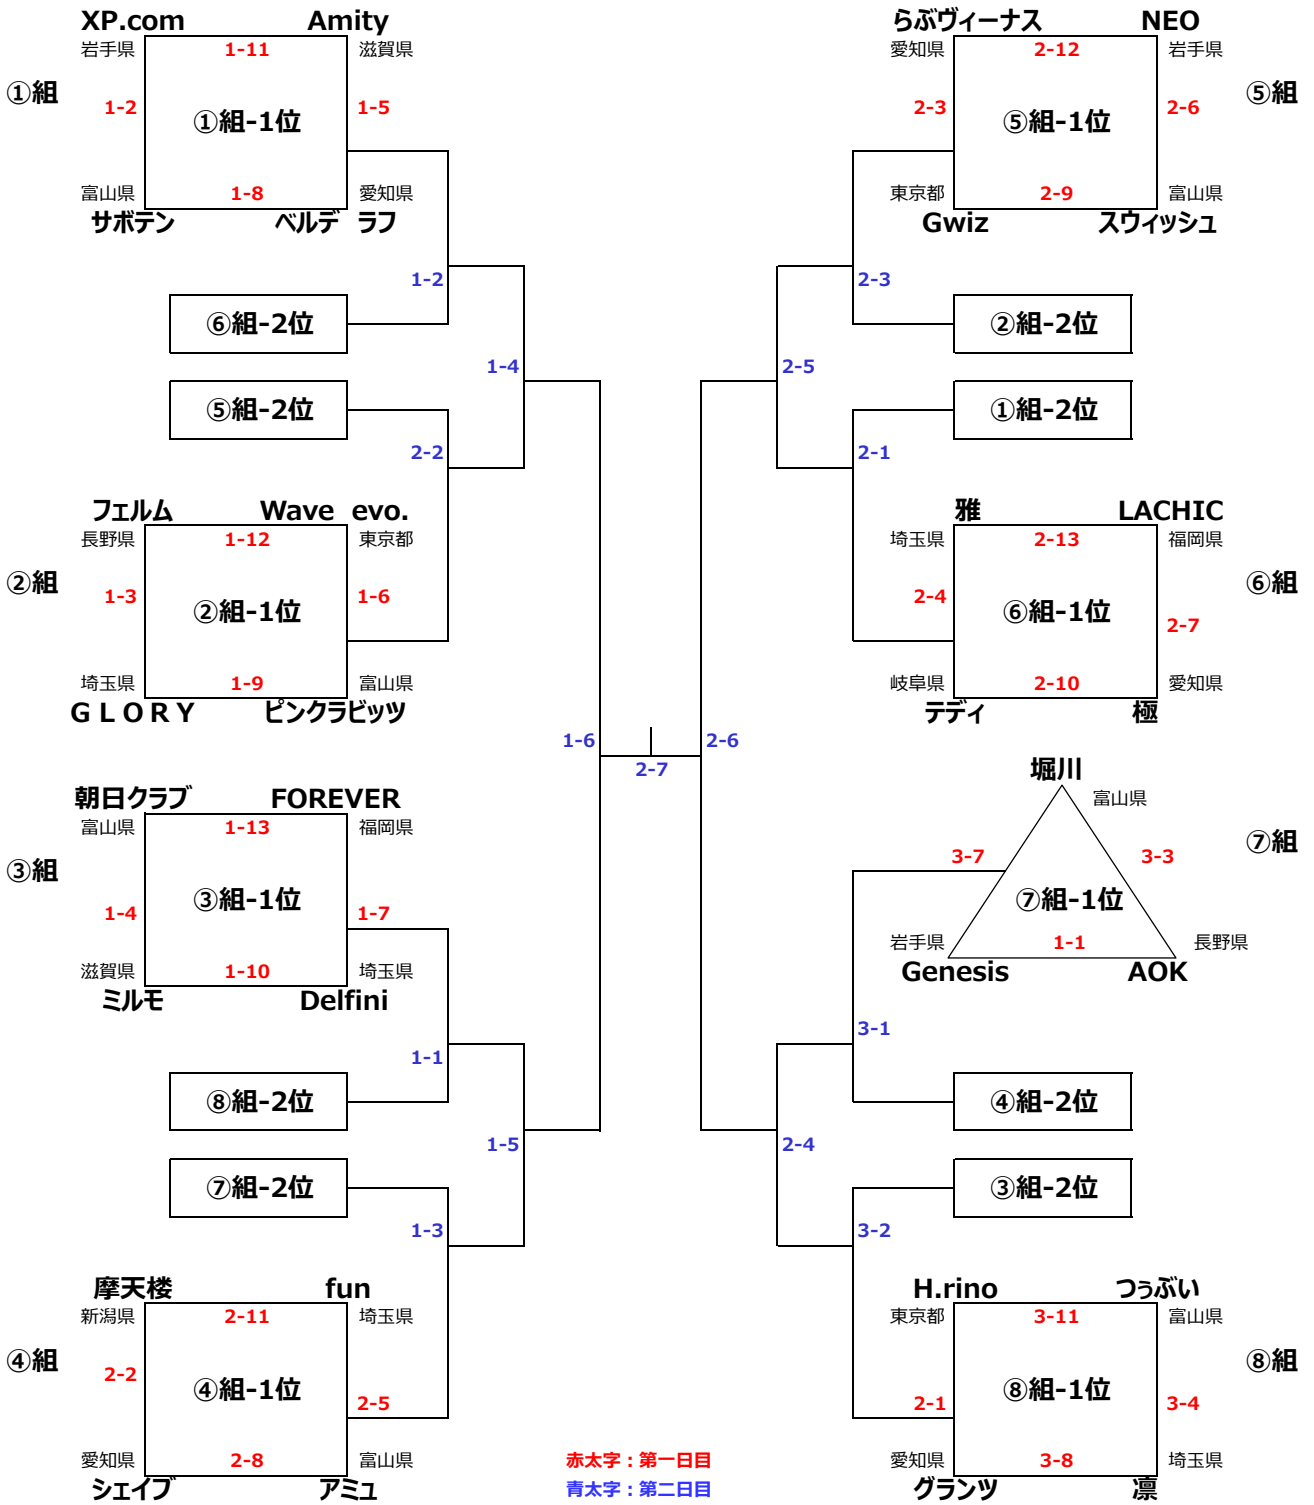 XP.com Amity
岩手県 1-11 滋賀県
①組
1-2 ①組-1位 1-5
富山県 1-8 愛知県
サボテン ベルデ ラフ
1-2
⑥組-2位
1-4
⑤組-2位
2-2
フェルム Wave evo.
長野県 1-12 東京都
②組
1-3 ②組-1位 1-6
埼玉県 1-9 富山県
GLORY ピンクラビッツ
1-6
朝日クラブ FOREVER
富山県 1-13 福岡県
③組
1-4 ③組-1位 1-7
滋賀県 1-10 埼玉県
ミルモ Delfini
1-1
⑧組-2位
1-5
⑦組-2位
1-3
摩天楼 fun
新潟県 2-11 埼玉県
④組
2-2 ④組-1位 2-5
愛知県 2-8 富山県
シェイブ アミュ
2-7
らぶヴィーナス NEO
愛知県 2-12 岩手県
⑤組
2-3 ⑤組-1位 2-6
東京都 2-9 富山県
Gwiz スウィッシュ
2-3
②組-2位
2-5
①組-2位
2-1
雅 LACHIC
埼玉県 2-13 福岡県
⑥組
2-4 ⑥組-1位 2-7
岐阜県 2-10 愛知県
テディ 極
2-6
堀川
富山県
⑦組
3-7 3-3
⑦組-1位
岩手県 1-1 長野県
Genesis AOK
3-1
④組-2位
2-4
③組-2位
3-2
H.rino つぅぶい
東京都 3-11 富山県
⑧組
2-1 ⑧組-1位 3-4
愛知県 3-8 埼玉県
グランツ 凛
赤太字：第一日目
青太字：第二日目